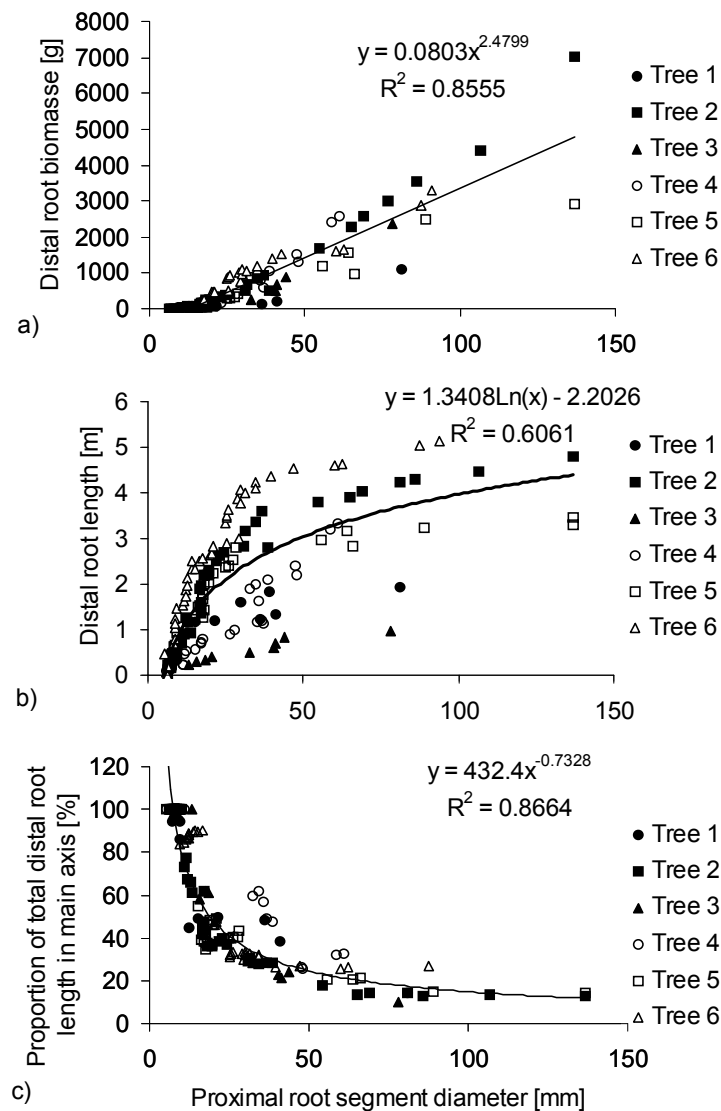 8000
7000
6000
5000
4000
3000
2000
1000
0
Distal root biomasse [g]
y = 0.0803x^2.4799
R² = 0.8555
Tree 1
Tree 2
Tree 3
Tree 4
Tree 5
Tree 6
0 50 100 150
a)
6
5
4
3
2
1
0
Distal root length [m]
y = 1.3408Ln(x) - 2.2026
R² = 0.6061
Tree 1
Tree 2
Tree 3
Tree 4
Tree 5
Tree 6
0 50 100 150
b)
120
100
80
60
40
20
0
Proportion of total distal root
length in main axis [%]
y = 432.4x^-0.7328
R² = 0.8664
Tree 1
Tree 2
Tree 3
Tree 4
Tree 5
Tree 6
0 50 100 150
c)
Proximal root segment diameter [mm]